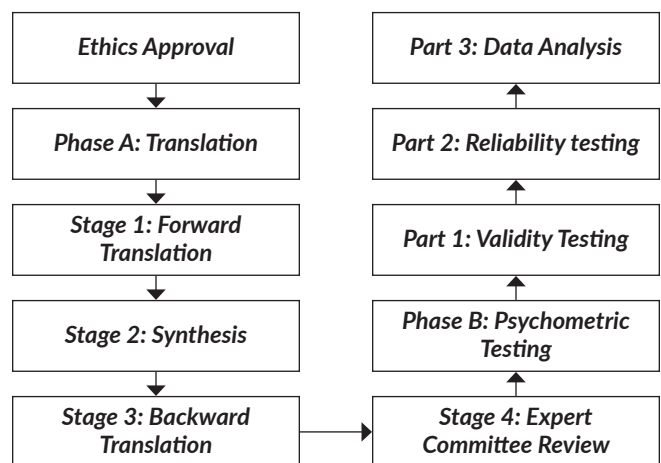 Ethics Approval
Phase A: Translation
Stage 1: Forward
Translation
Stage 2: Synthesis
Stage 3: Backward
Translation
Stage 4: Expert
Committee Review
Phase B: Psychometric
Testing
Part 1: Validity Testing
Part 2: Reliability testing
Part 3: Data Analysis